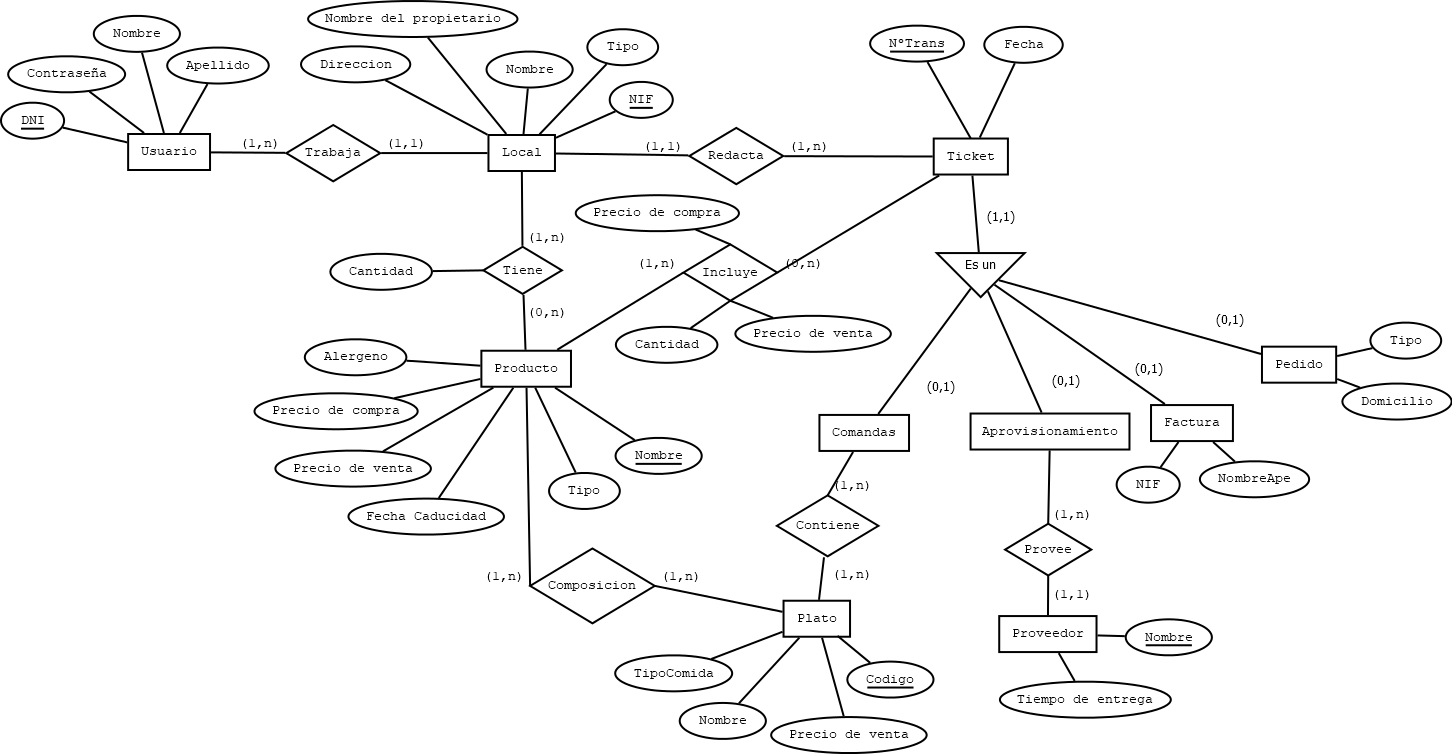 Nombre del propietario
Nombre
Contraseña
Apellido
DNI
Direccion
Nombre
Tipo
NIF
N°Trans
Fecha
Usuario
(1,n)
Trabaja
(1,1)
Local
(1,1)
Redacta
(1,n)
Ticket
Precio de compra
(1,1)
(1,n)
Cantidad
Tiene
(1,n)
Incluye
(0,n)
Es un
(0,n)
Cantidad
Precio de venta
(0,1)
Tipo
Pedido
Domicilio
Alergeno
Producto
Precio de compra
(0,1)
(0,1)
(0,1)
Precio de venta
Nombre
Tipo
Fecha Caducidad
Comandas
Aprovisionamiento
Factura
NIF
NombreApe
(1,n)
Contiene
(1,n)
(1,n)
Provee
(1,1)
(1,n)
Composicion
(1,n)
Plato
Proveedor
Nombre
TipoComida
Codigo
Tiempo de entrega
Nombre
Precio de venta